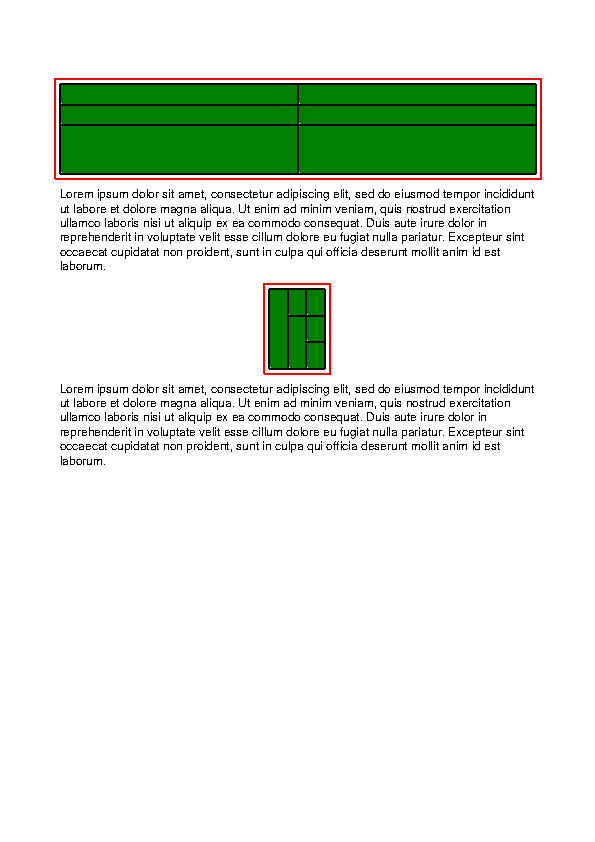 Lorem ipsum dolor sit amet, consectetur adipiscing elit, sed do eiusmod tempor incididunt
ut labore et dolore magna aliqua. Ut enim ad minim veniam, quis nostrud exercitation
ullamco laboris nisi ut aliquip ex ea commodo consequat. Duis aute irure dolor in
reprehenderit in voluptate velit esse cillum dolore eu fugiat nulla pariatur. Excepteur sint
occaecat cupidatat non proident, sunt in culpa qui officia deserunt mollit anim id est
laborum.
Lorem ipsum dolor sit amet, consectetur adipiscing elit, sed do eiusmod tempor incididunt
ut labore et dolore magna aliqua. Ut enim ad minim veniam, quis nostrud exercitation
ullamco laboris nisi ut aliquip ex ea commodo consequat. Duis aute irure dolor in
reprehenderit in voluptate velit esse cillum dolore eu fugiat nulla pariatur. Excepteur sint
occaecat cupidatat non proident, sunt in culpa qui officia deserunt mollit anim id est
laborum.